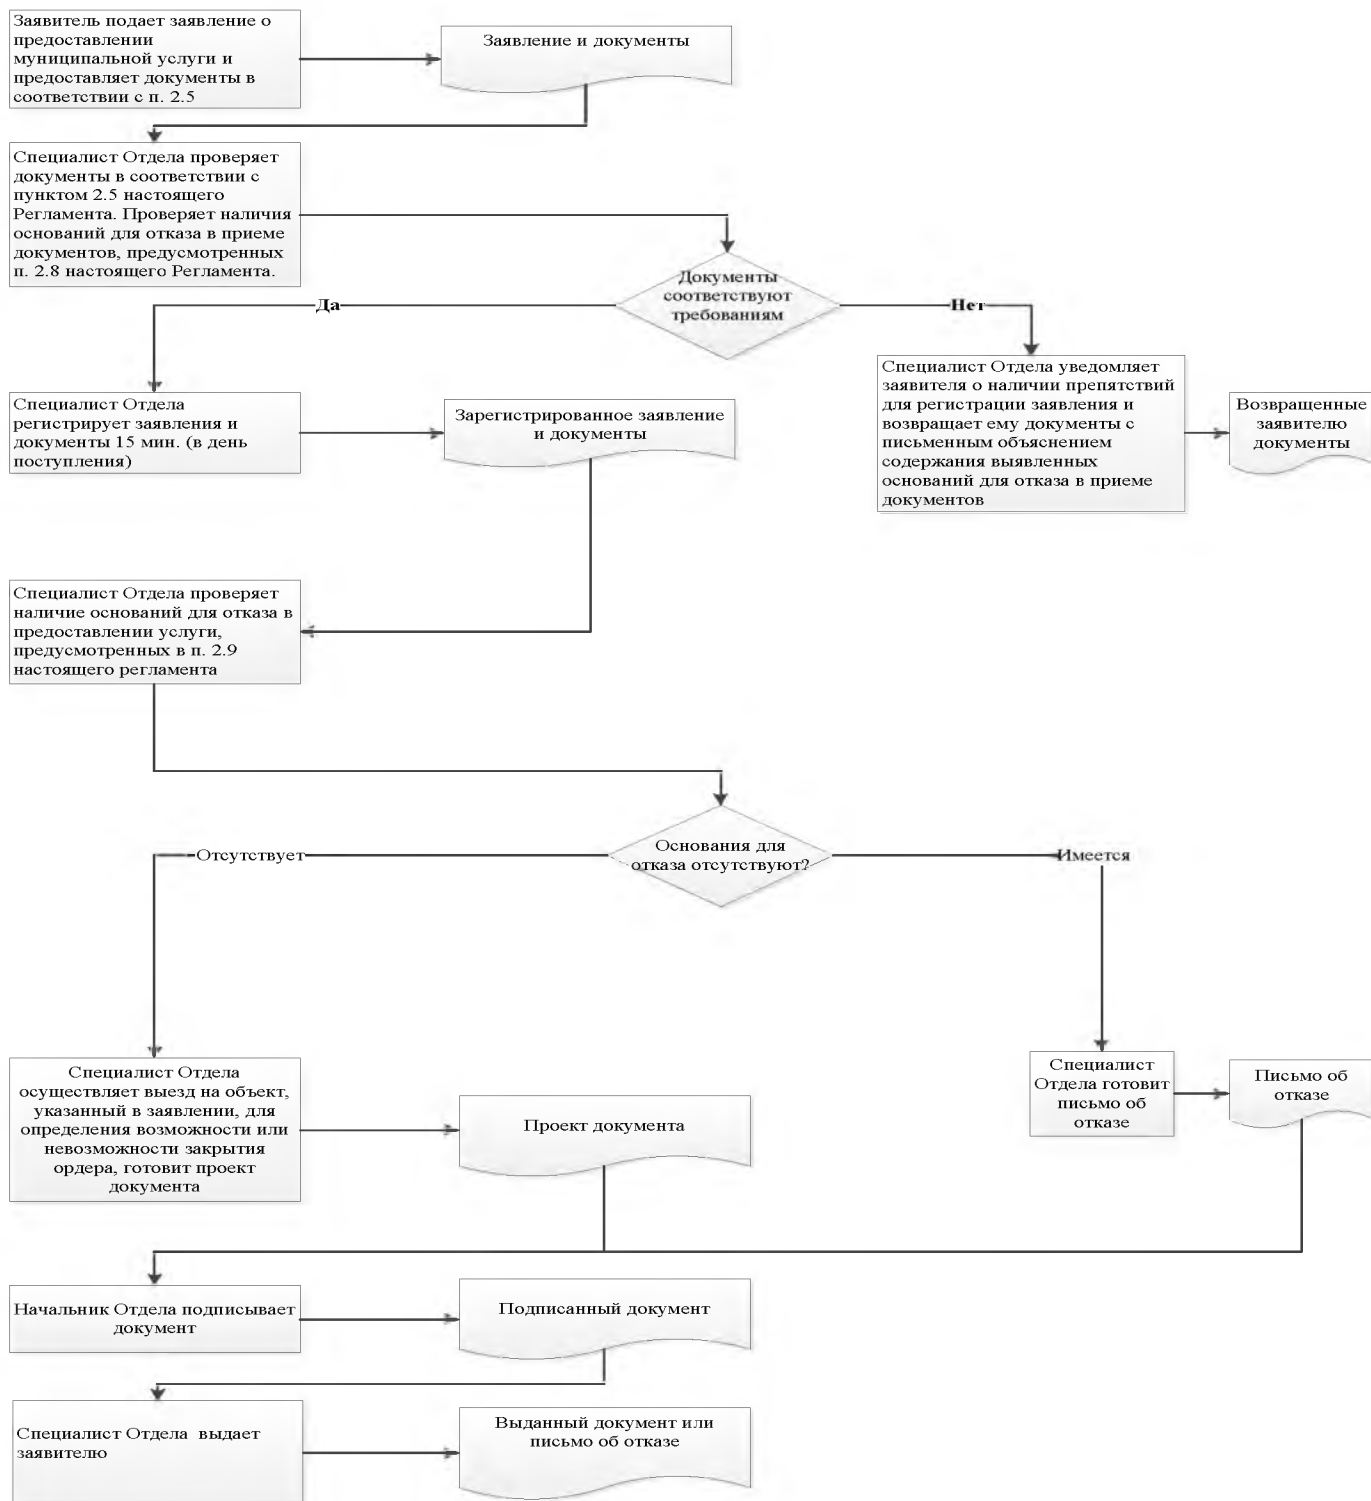 Заявитель подает заявление о
предоставлении
муниципальной услуги и
предоставляет документы в
соответствии с п. 2.5
Заявление и документы
Специалист Отдела проверяет
документы в соответствии с
пунктом 2.5 настоящего
Регламента. Проверяет наличия
оснований для отказа в приеме
документов, предусмотренных
п. 2.8 настоящего Регламента.
Документы
соответствуют
требованиям
Да
Нет
Специалист Отдела
регистрирует заявления и
документы 15 мин. (в день
поступления)
Зарегистрированное заявление
и документы
Специалист Отдела уведомляет
заявителя о наличии препятствий
для регистрации заявления и
возвращает ему документы с
письменным объяснением
содержания выявленных
оснований для отказа в приеме
документов
Возвращенные
заявителю
документы
Специалист Отдела проверяет
наличие оснований для отказа в
предоставлении услуги,
предусмотренных в п. 2.9
настоящего регламента
Основания для
отказа отсутствуют?
Отсутствует
Имеется
Специалист Отдела
осуществляет выезд на объект,
указанный в заявлении, для
определения возможности или
невозможности закрытия
ордера, готовит проект
документа
Проект документа
Специалист
Отдела готовит
письмо об
отказе
Письмо об
отказе
Начальник Отдела подписывает
документ
Подписанный документ
Специалист Отдела  выдает
заявителю
Выданный документ или
письмо об отказе